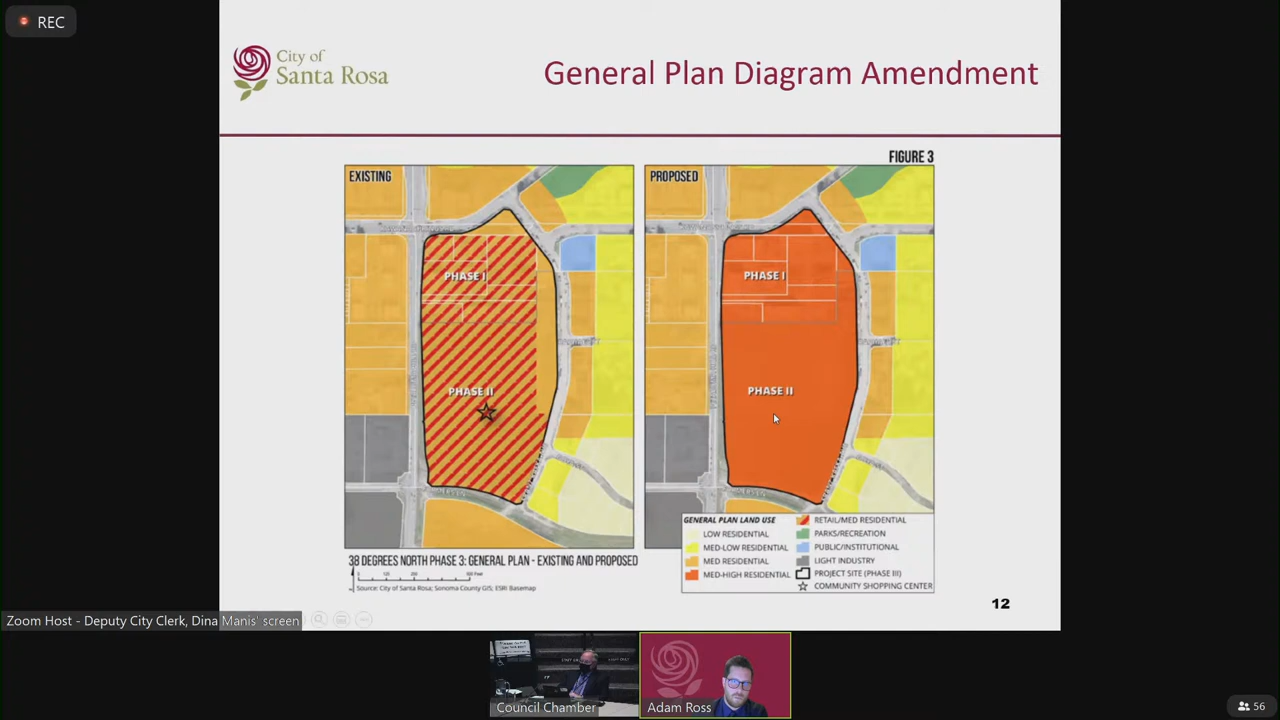 REC
City of
Santa Rosa
General Plan Diagram Amendment
FIGURE 3
EXISTING
PROPOSED
PHASE I
PHASE I
PHASE II
PHASE II
GENERAL PLAN LAND USE
LOW RESIDENTIAL
MED-LOW RESIDENTIAL
MED RESIDENTIAL
MED-HIGH RESIDENTIAL
RETAIL/MED RESIDENTIAL
PARKS/RECREATION
PUBLIC/INSTITUTIONAL
LIGHT INDUSTRY
PROJECT SITE (PHASE III)
COMMUNITY SHOPPING CENTER
38 DEGREES NORTH PHASE 3: GENERAL PLAN - EXISTING AND PROPOSED
Source: City of Santa Rosa; Sonoma County GIS; ESRI Basemap
12
Zoom Host - Deputy City Clerk, Dina Manis' screen
Council Chamber
Adam Ross
56